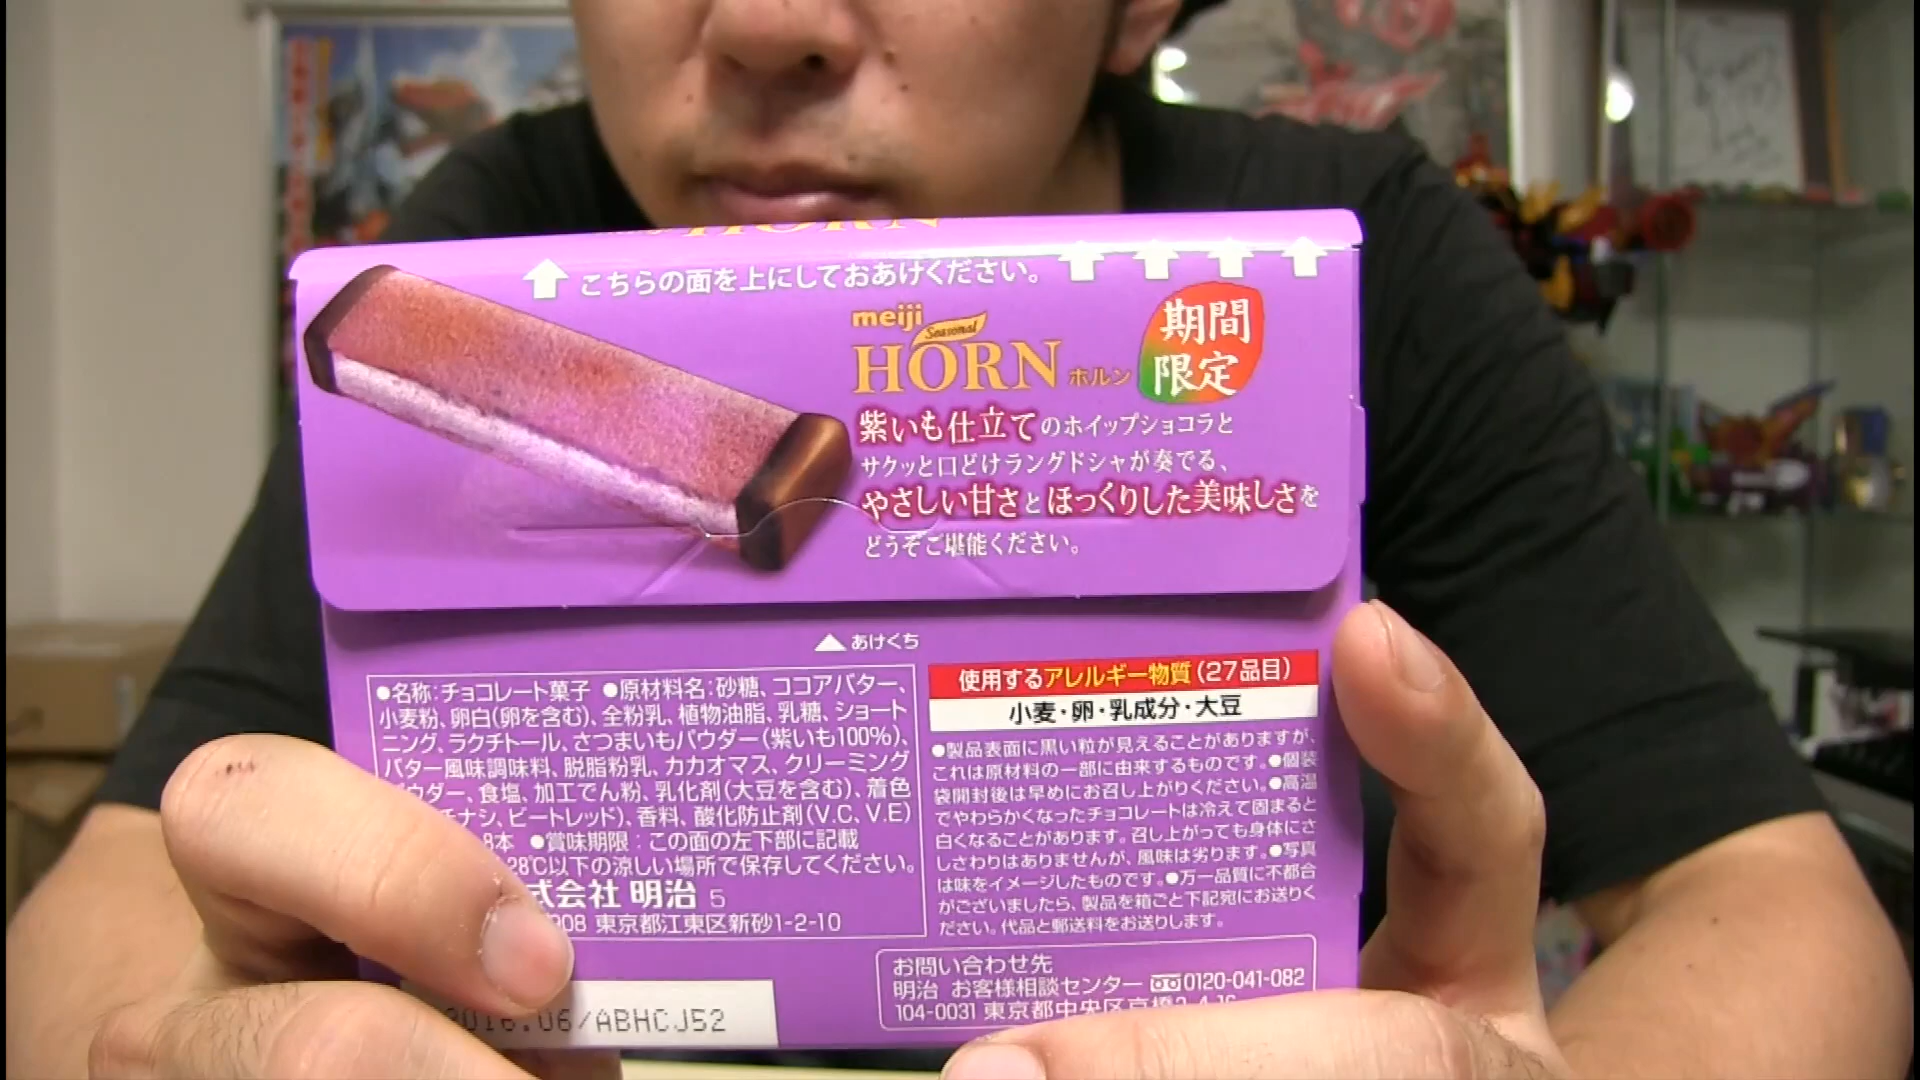 こちらの面を上にしておあけください。
meiji
Seasonal
HORN ホルン
期間
限定
紫いも仕立てのホイップショコラと
サクッと口どけラングドシャが奏でる、
やさしい甘さとほっくりした美味しさを
どうぞご堪能ください。
あけくち
●名称:チョコレート菓子 ●原材料名:砂糖、ココアバター、
小麦粉、卵白(卵を含む)、全粉乳、植物油脂、乳糖、ショート
ニング、ラクチトール、さつまいもパウダー(紫いも100%)、
バター風味調味料、脱脂粉乳、カカオマス、クリーミング
パウダー、食塩、加工でん粉、乳化剤(大豆を含む)、着色
チナシ、ビートレッド)、香料、酸化防止剤(V.C、V.E)
8本 ●賞味期限:この面の左下部に記載
28℃以下の涼しい場所で保存してください。
式会社 明治 5
908 東京都江東区新砂1-2-10
使用するアレルギー物質(27品目)
小麦・卵・乳成分・大豆
●製品表面に黒い粒が見えることがありますが、
これは原材料の一部に由来するものです。●個装
袋開封後は早めにお召し上がりください。●高温
でやわらかくなったチョコレートは冷えて固まると
白くなることがあります。召し上がっても身体にさ
しさわりはありませんが、風味は劣ります。●写真
は味をイメージしたものです。●万一品質に不都合
がございましたら、製品を箱ごと下記宛にお送りく
ださい。代品と郵送料をお送りします。
お問い合わせ先
明治 お客様相談センター 0120-041-082
104-0031 東京都中央区京橋2-4-16
2016.06/ABHCJ52